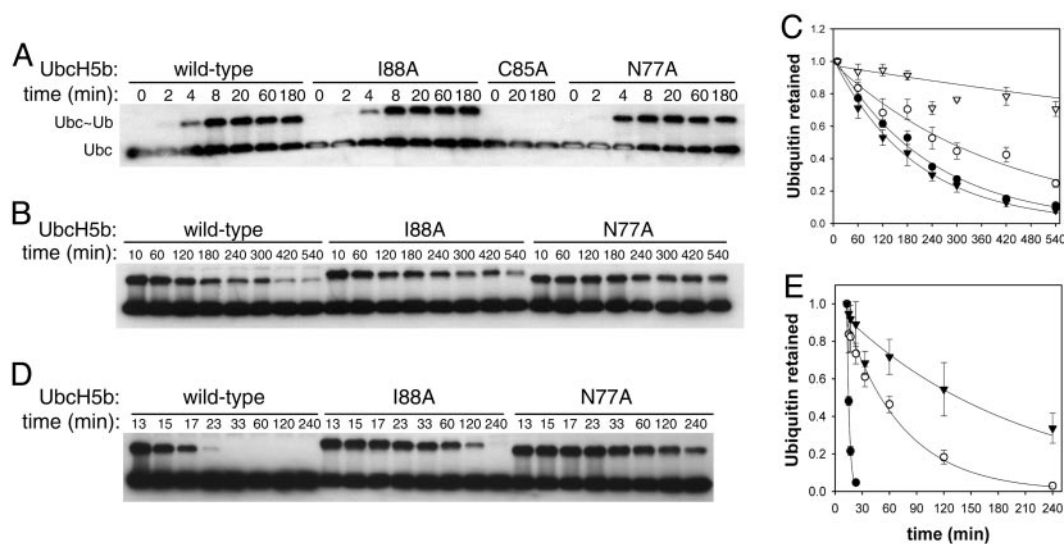 A
UbcH5b: wild-type I88A C85A N77A
time (min): 0 2 4 8 20 60 180 0 2 4 8 20 60 180 0 20 180 0 2 4 8 20 60 180
Ubc~Ub
Ubc
B
UbcH5b: wild-type I88A N77A
time (min): 10 60 120 180 240 300 420 540 10 60 120 180 240 300 420 540 10 60 120 180 240 300 420 540
D
UbcH5b: wild-type I88A N77A
time (min): 13 15 17 23 33 60 120 240 13 15 17 23 33 60 120 240 13 15 17 23 33 60 120 240
C
Ubiquitin retained
1.0
0.8
0.6
0.4
0.2
0.0
0 60 120 180 240 300 360 420 480 540
E
Ubiquitin retained
1.0
0.8
0.6
0.4
0.2
0.0
0 30 60 90 120 150 180 210 240
time (min)